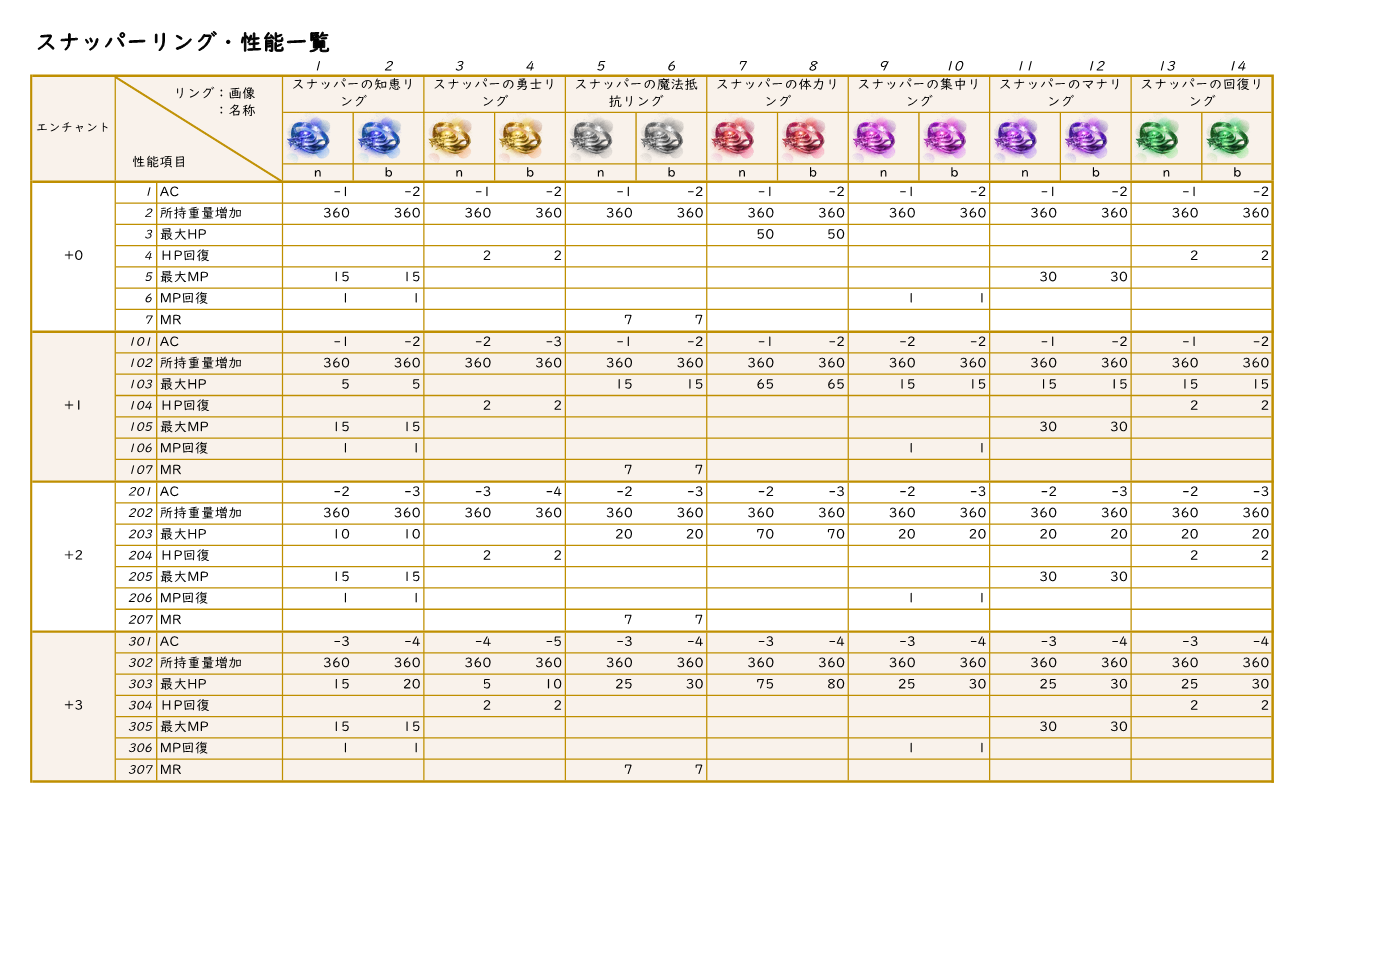 スナッパーリング・性能一覧
1 2 3 4 5 6 7 8 9 10 11 12 13 14
エンチャント
リング：画像
：名称
性能項目
スナッパーの知恵リ スナッパーの勇士リ スナッパーの魔法抵 スナッパーの体力リ スナッパーの集中リ スナッパーのマナリ スナッパーの回復リ
ング ング 抗リング ング ング ング ング
n b n b n b n b n b n b n b
+0
1 AC -1 -2 -1 -2 -1 -2 -1 -2 -1 -2 -1 -2 -1 -2
2 所持重量増加 360 360 360 360 360 360 360 360 360 360 360 360 360 360
3 最大HP 50 50
4 HP回復 2 2 2 2
5 最大MP 15 15 30 30
6 MP回復 1 1 1 1
7 MR 7 7
+1
101 AC -1 -2 -2 -3 -1 -2 -1 -2 -2 -2 -1 -2 -1 -2
102 所持重量増加 360 360 360 360 360 360 360 360 360 360 360 360 360 360
103 最大HP 5 5 15 15 65 65 15 15 15 15 15 15
104 HP回復 2 2 2 2
105 最大MP 15 15 30 30
106 MP回復 1 1 1 1
107 MR 7 7
+2
201 AC -2 -3 -3 -4 -2 -3 -2 -3 -2 -3 -2 -3 -2 -3
202 所持重量増加 360 360 360 360 360 360 360 360 360 360 360 360 360 360
203 最大HP 10 10 20 20 70 70 20 20 20 20 20 20
204 HP回復 2 2 2 2
205 最大MP 15 15 30 30
206 MP回復 1 1 1 1
207 MR 7 7
+3
301 AC -3 -4 -4 -5 -3 -4 -3 -4 -3 -4 -3 -4 -3 -4
302 所持重量増加 360 360 360 360 360 360 360 360 360 360 360 360 360 360
303 最大HP 15 20 5 10 25 30 75 80 25 30 25 30 25 30
304 HP回復 2 2 2 2
305 最大MP 15 15 30 30
306 MP回復 1 1 1 1
307 MR 7 7